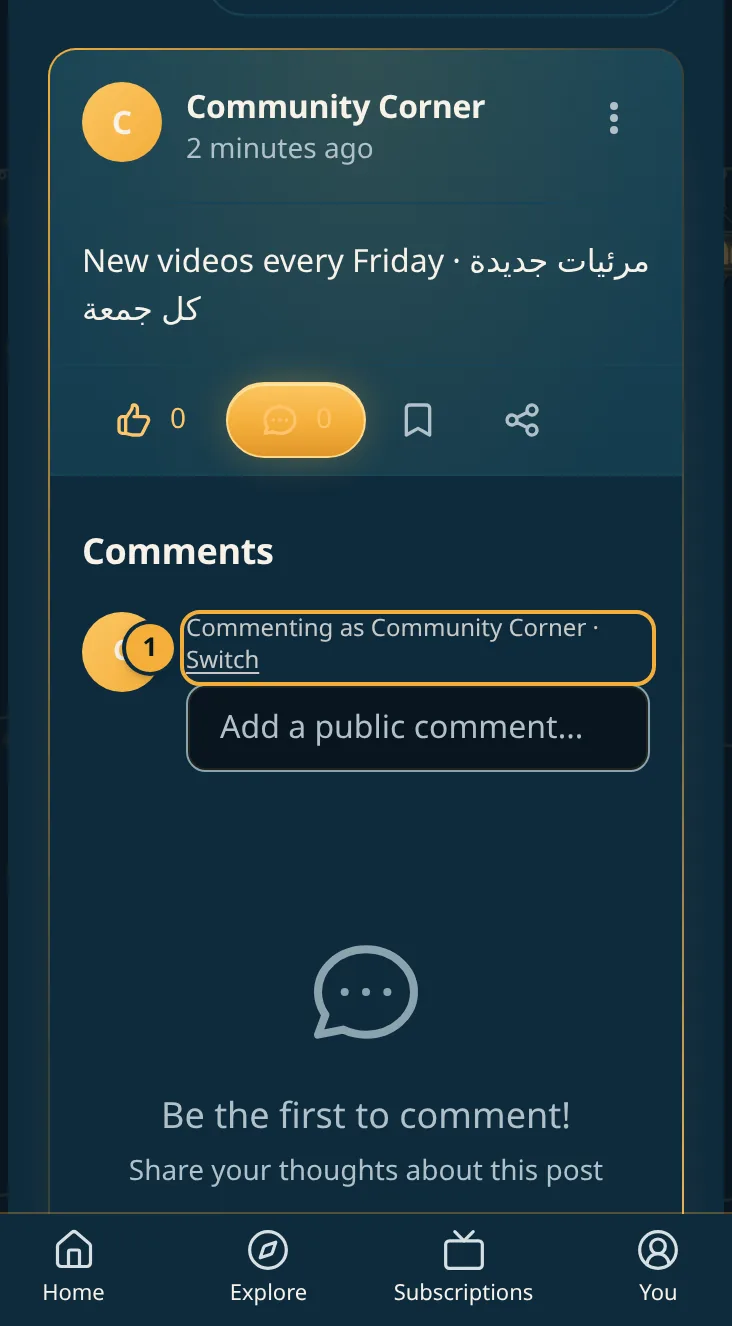 C
Community Corner
2 minutes ago
New videos every Friday · مرئيات جديدة
كل جمعة
0
0
Comments
1
Commenting as Community Corner ·
Switch
Add a public comment...
Be the first to comment!
Share your thoughts about this post
Home
Explore
Subscriptions
You